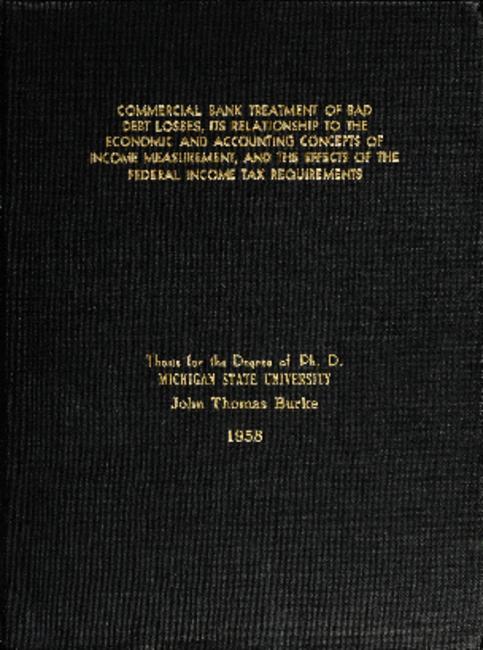 COMMERCIAL BANK TREATMENT OF BAD
DEBT LOSSES, ITS RELATIONSHIP TO THE
ECONOMIC AND ACCOUNTING CONCEPTS OF
INCOME MEASUREMENT, AND THE EFFECTS OF THE
FEDERAL INCOME TAX REQUIREMENTS
Thesis for the Degree of Ph. D.
MICHIGAN STATE UNIVERSITY
John Thomas Burke
1958